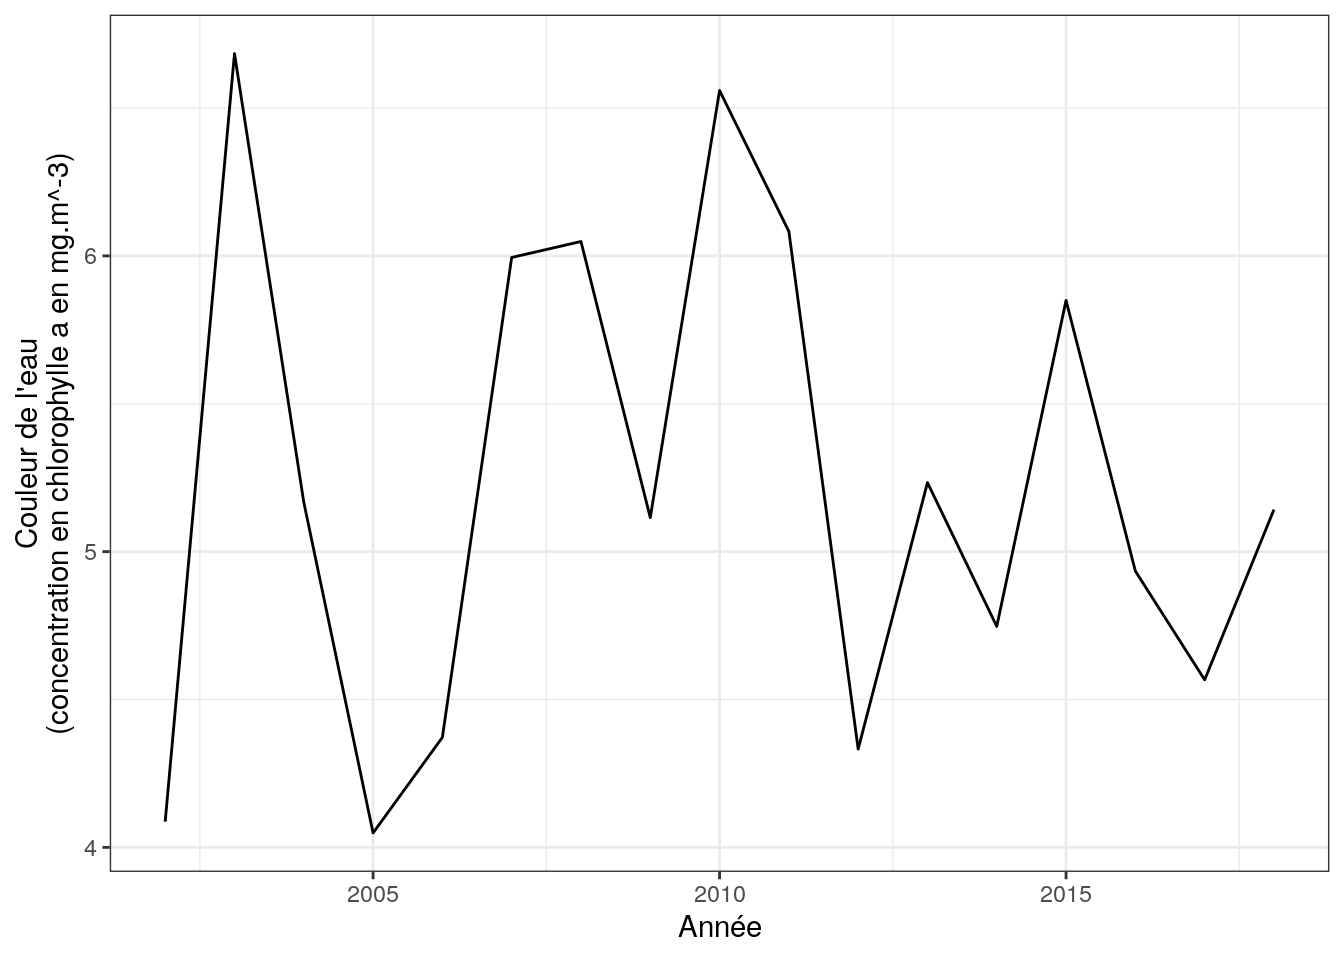 Couleur de l'eau
(concentration en chlorophylle a en mg.m^-3)
6
5
4
2005
2010
2015
Année